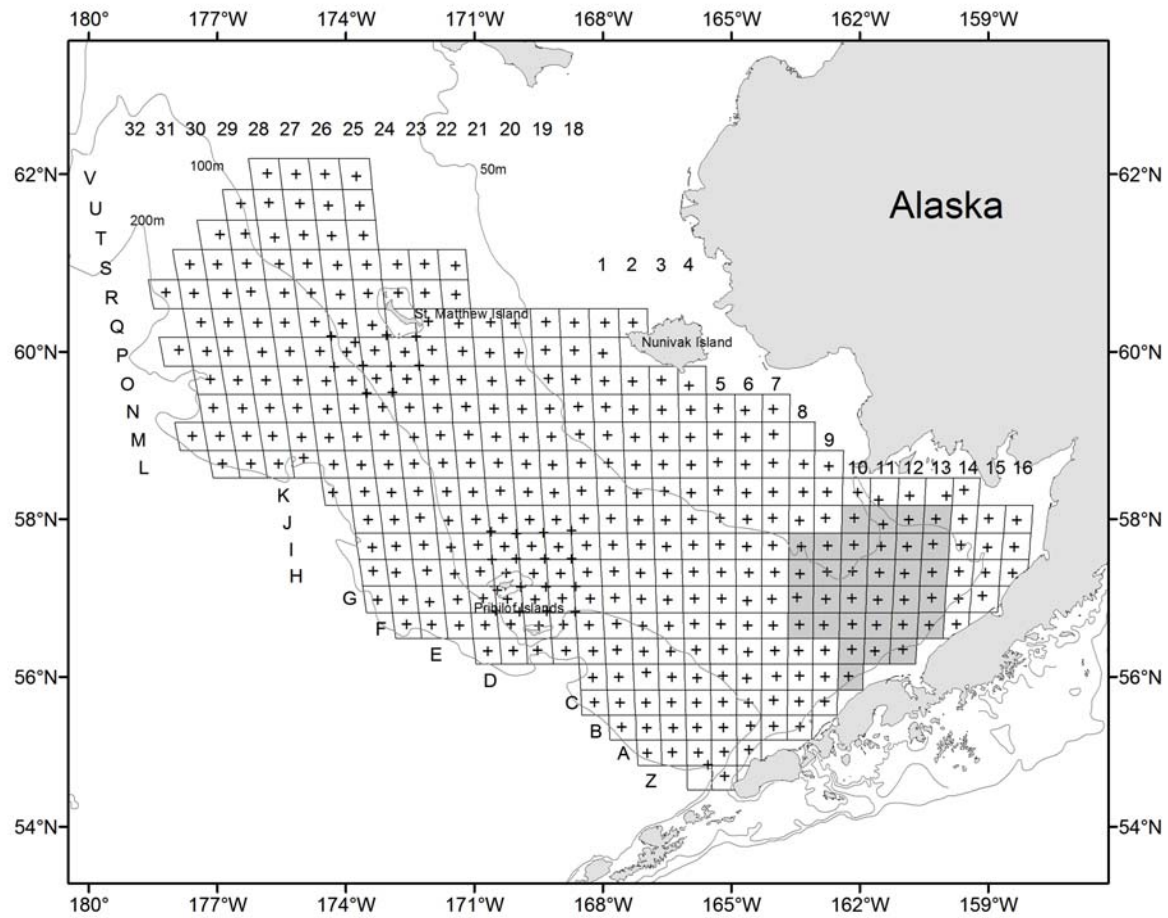 180° 177°W 174°W 171°W 168°W 165°W 162°W 159°W
32 31 30 29 28 27 26 25 24 23 22 21 20 19 18
62°N 100m 50m 62°N
V
U
200m
T
Alaska
S 1 2 3 4
R
St. Matthew Island
Q
Nunivak Island
60°N P 60°N
O 5 6 7
N 8
M 9
L 10 11 12 13 14 15 16
K
58°N J 58°N
I
H
G Pribilof Islands
F
E
56°N D 56°N
C
B
A
Z
54°N 54°N
180° 177°W 174°W 171°W 168°W 165°W 162°W 159°W